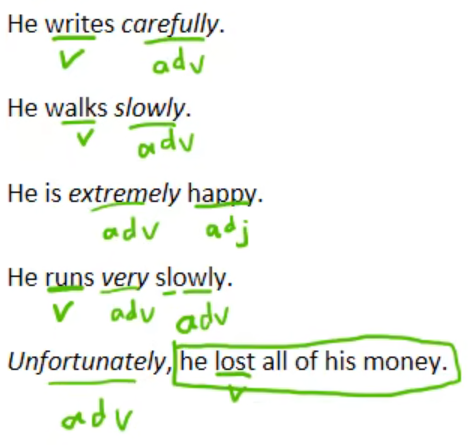 He writes carefully.
v adv
He walks slowly.
v adv
He is extremely happy.
adv adj
He runs very slowly.
v adv adv
Unfortunately, he lost all of his money.
adv v